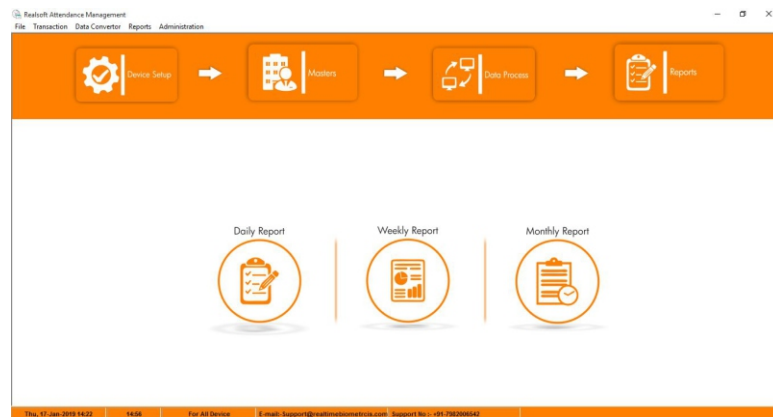 Realsoft Attendance Management
File Transaction Data Convertor Reports Administration
Device Setup Masters Data Process Reports
Daily Report Weekly Report Monthly Report
Thu, 17-Jan-2019 14:22 14:56 For All Device E-mail:-Support@realtimebiometrcis.com Support No :- +91-7982006542